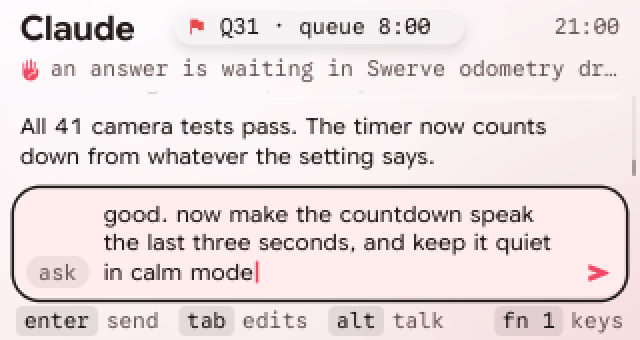 Claude
Q31 · queue 8:00
21:00
an answer is waiting in Swerve odometry dr…
All 41 camera tests pass. The timer now counts
down from whatever the setting says.
good. now make the countdown speak
the last three seconds, and keep it quiet
in calm mode
ask
enter send tab edits alt talk fn 1 keys